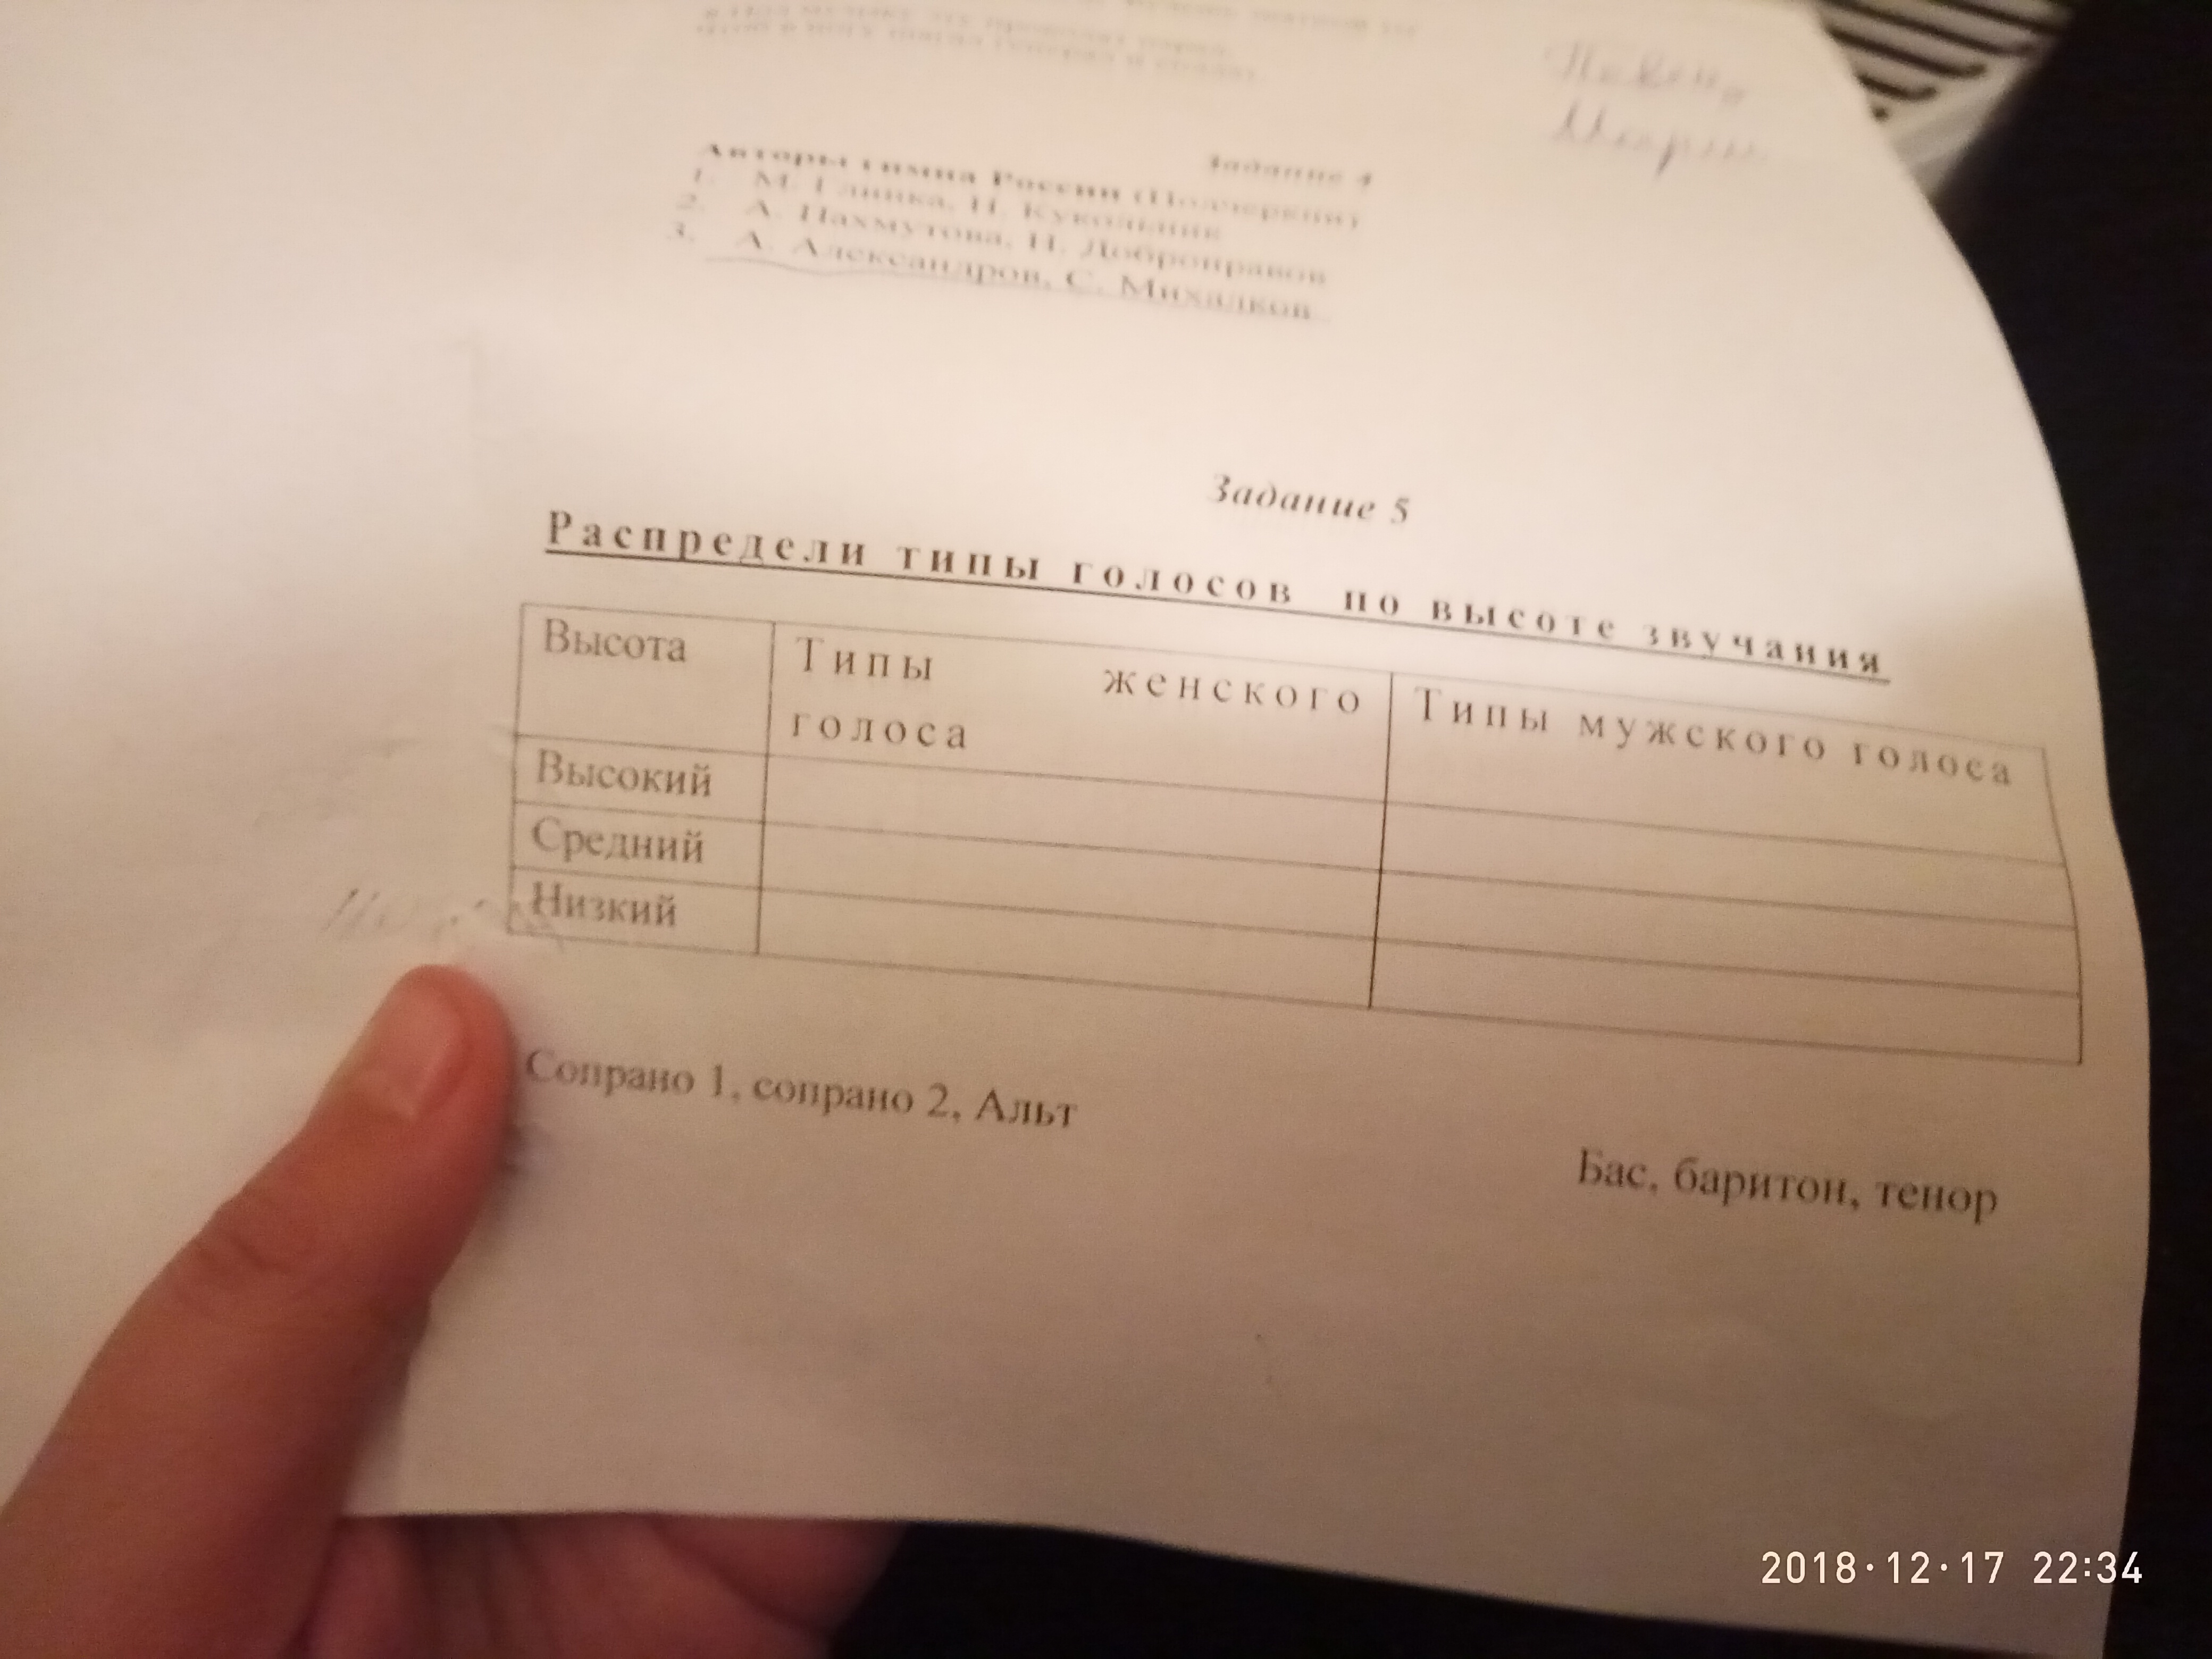 Задание 4
Авторы гимна России (Подчеркни)
1. М. Глинка, Н. Кукольник
2. А. Пахмутова, Н. Добронравов
3. А. Александров, С. Михалков
Задание 5
Распредели типы голосов по высоте звучания
Высота Типы женского голоса Типы мужского голоса
Высокий
Средний
Низкий
Сопрано 1, сопрано 2, Альт
Бас, баритон, тенор
2018·12·17 22:34